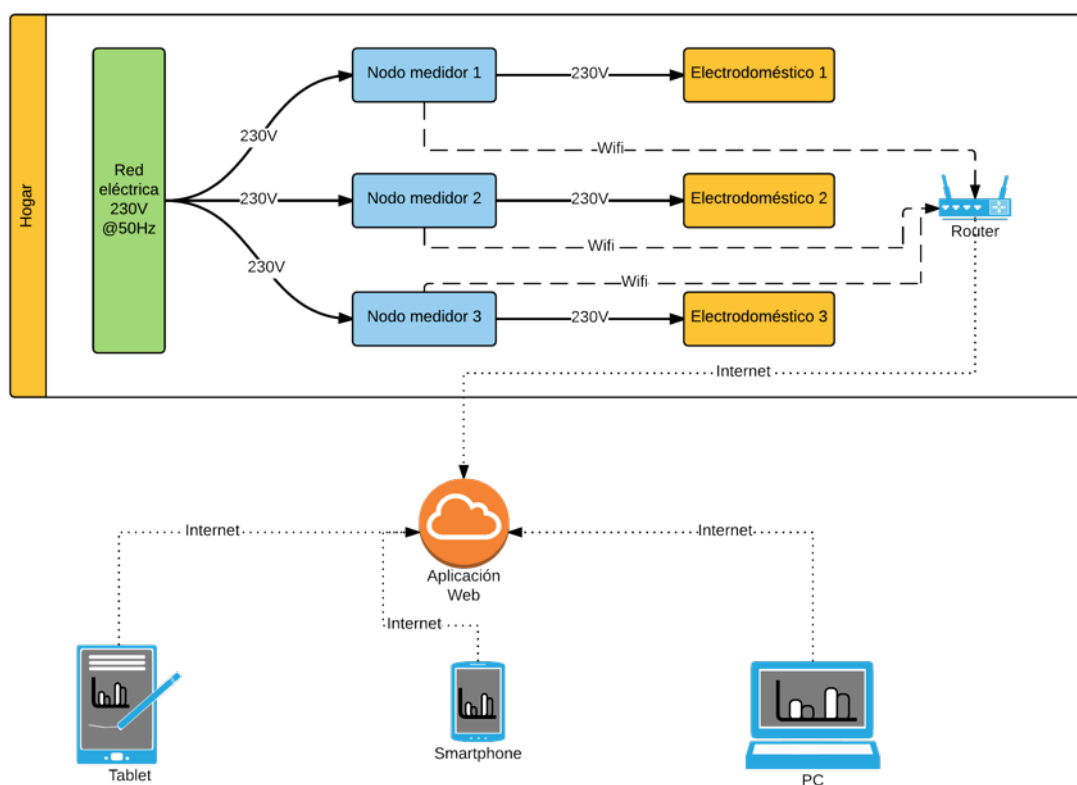 Hogar
Red
eléctrica
230V
@50Hz
230V
230V
230V
Nodo medidor 1
230V
Electrodoméstico 1
Wifi
Nodo medidor 2
230V
Electrodoméstico 2
Wifi
Router
Wifi
Nodo medidor 3
230V
Electrodoméstico 3
Internet
Internet
Internet
Aplicación
Web
Internet
Tablet
Smartphone
PC